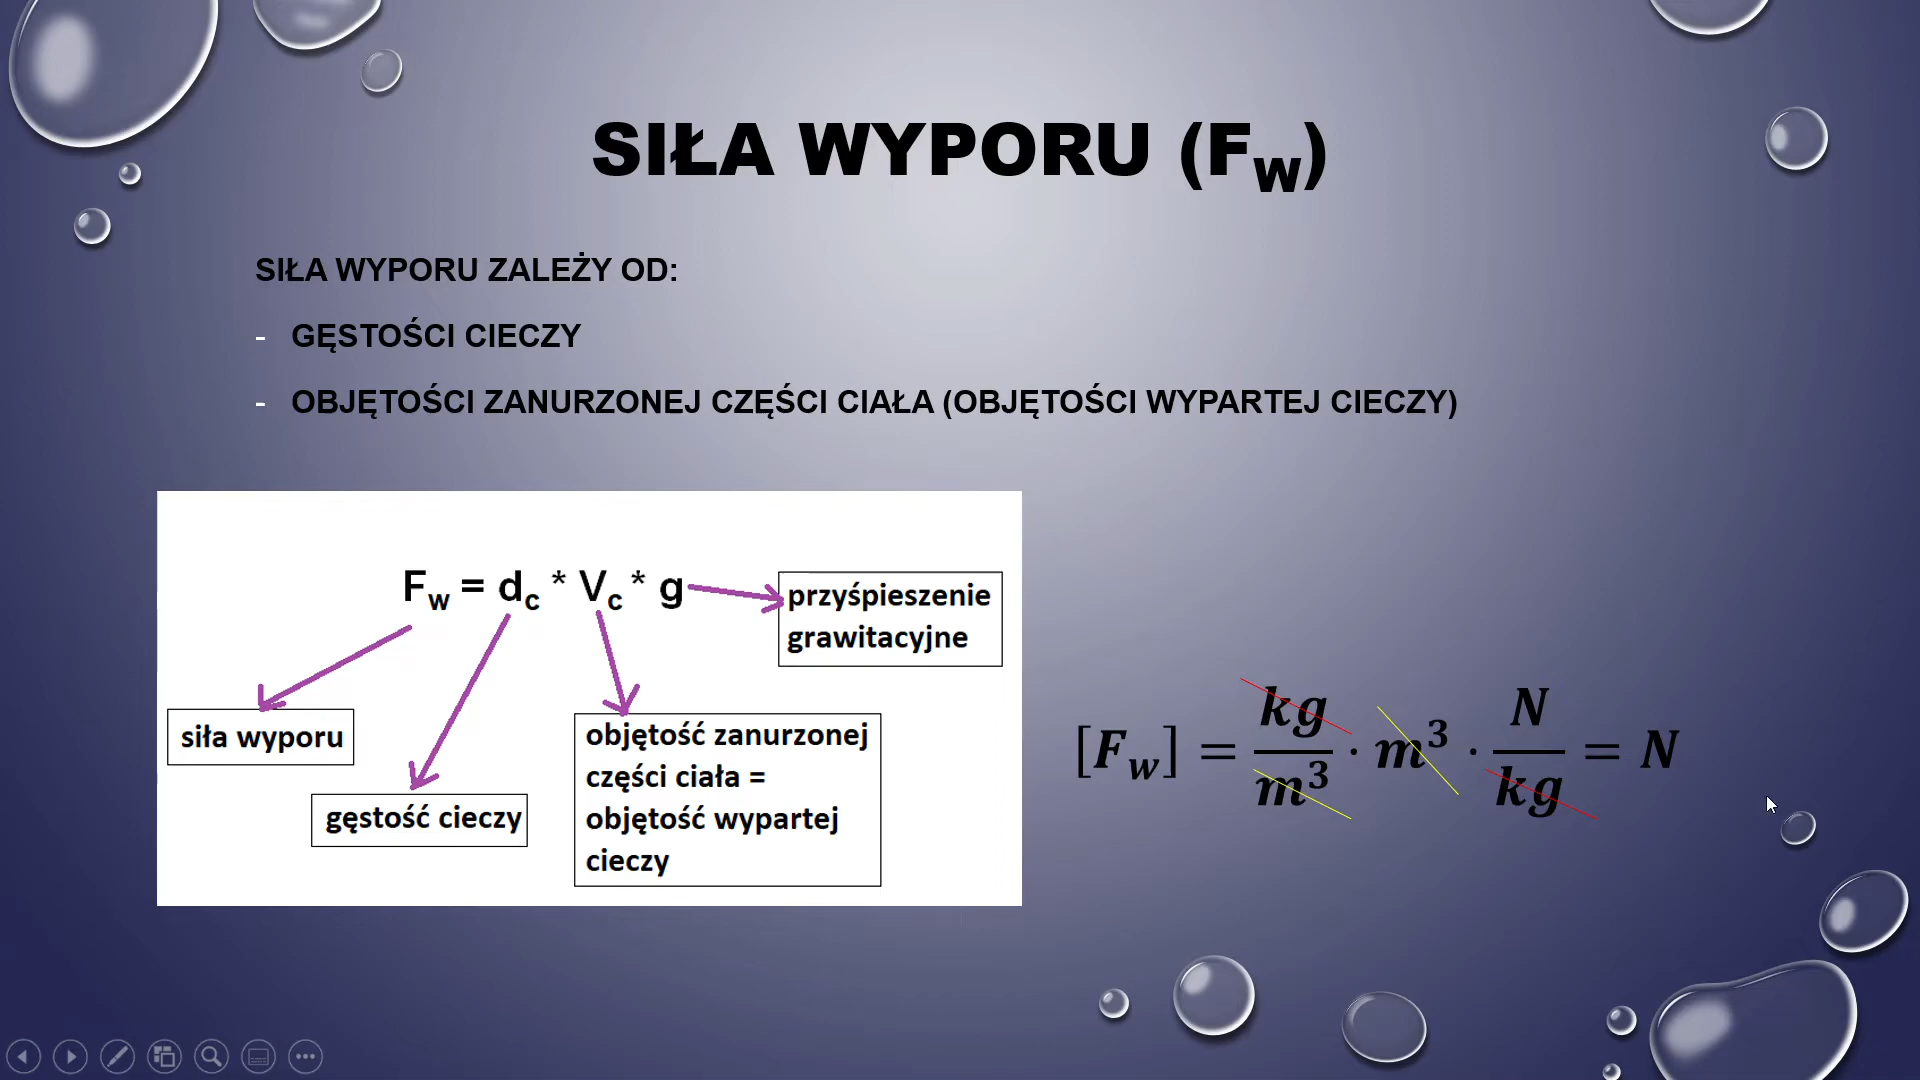 SIŁA WYPORU (FW)
SIŁA WYPORU ZALEŻY OD:
- GĘSTOŚCI CIECZY
- OBJĘTOŚCI ZANURZONEJ CZĘŚCI CIAŁA (OBJĘTOŚCI WYPARTEJ CIECZY)
Fw = dc * Vc * g
przyśpieszenie
grawitacyjne
siła wyporu
gęstość cieczy
objętość zanurzonej
części ciała =
objętość wypartej
cieczy
[Fw] = kg/m³ · m³ · N/kg = N